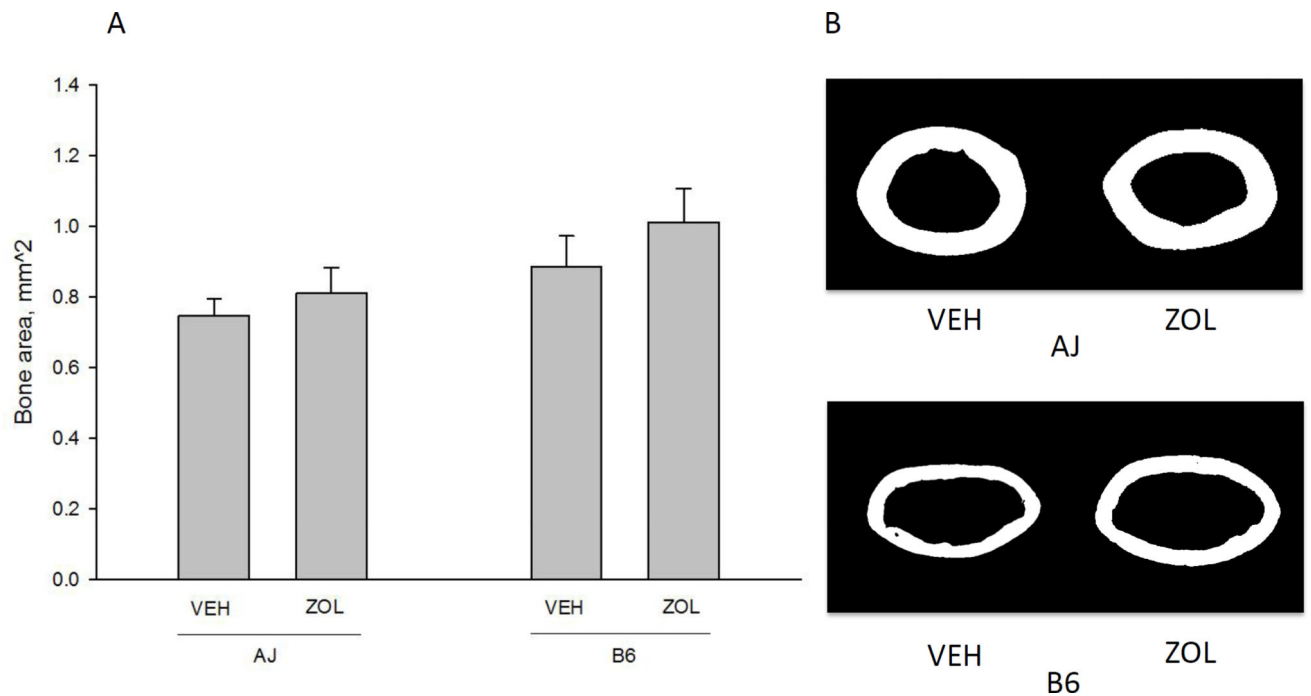 A
Bone area, mm^2
1.4
1.2
1.0
0.8
0.6
0.4
0.2
0.0
VEH ZOL VEH ZOL
AJ B6
B
VEH ZOL
AJ
VEH ZOL
B6